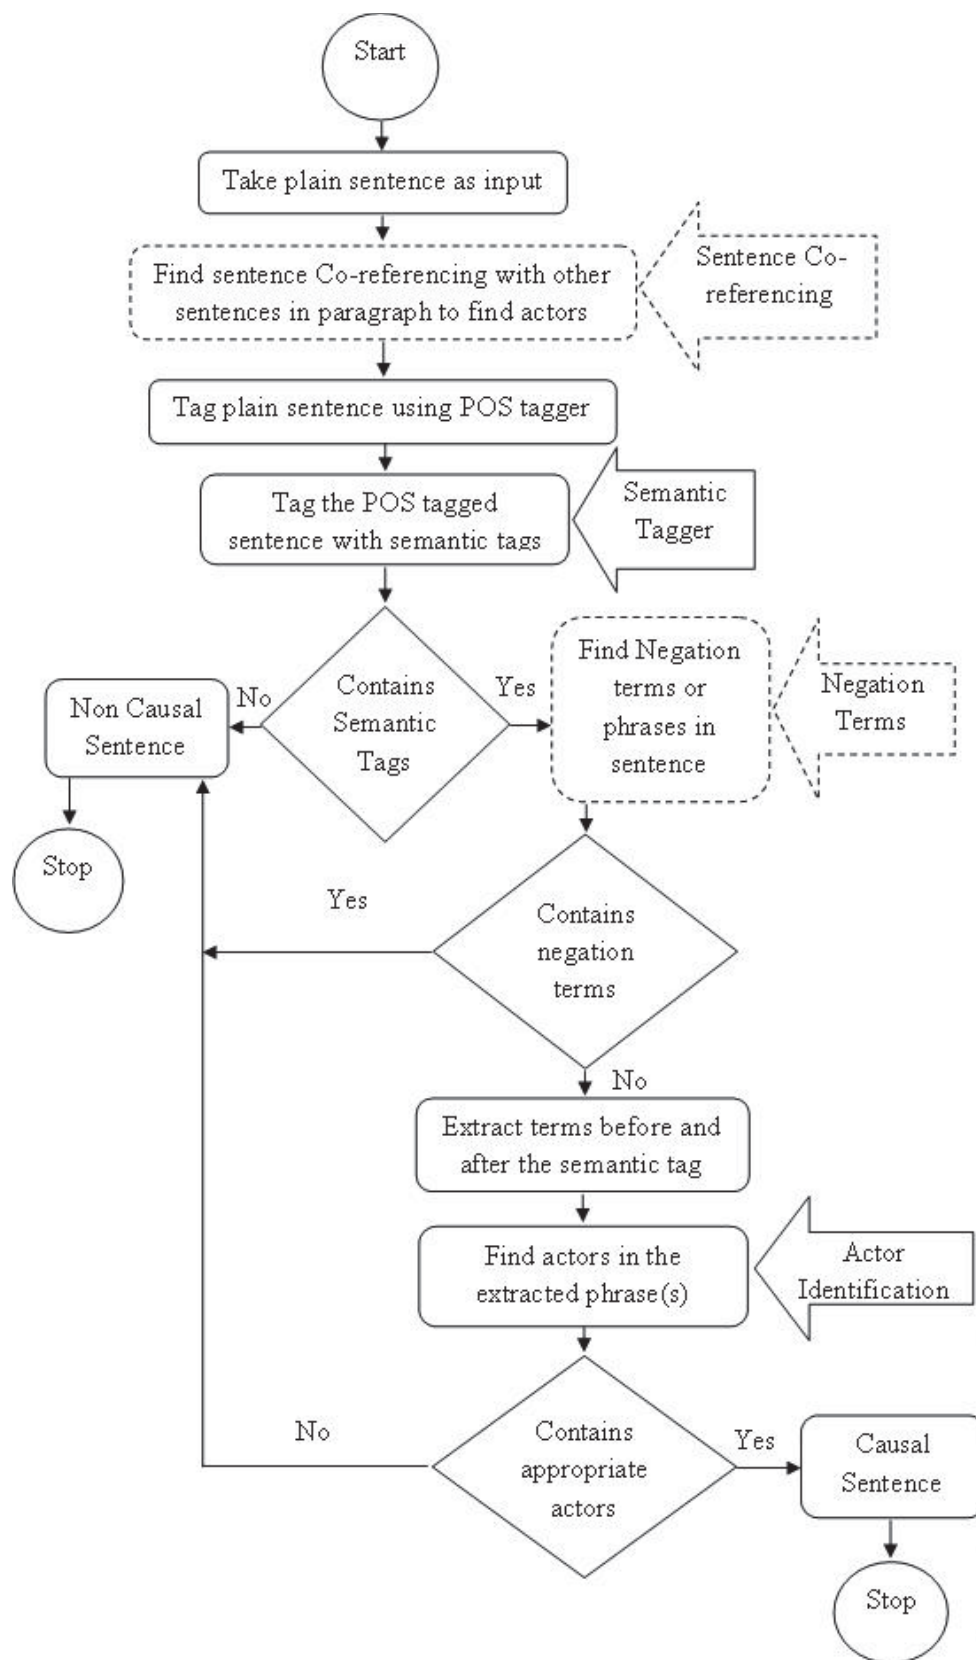 Start
Take plain sentence as input
Find sentence Co-referencing with other
sentences in paragraph to find actors
Sentence Co-
referencing
Tag plain sentence using POS tagger
Tag the POS tagged
sentence with semantic tags
Semantic
Tagger
Contains
Semantic
Tags
No
Yes
Non Causal
Sentence
Find Negation
terms or
phrases in
sentence
Negation
Terms
Stop
Yes
Contains
negation
terms
No
Extract terms before and
after the semantic tag
Find actors in the
extracted phrase(s)
Actor
Identification
No
Contains
appropriate
actors
Yes
Causal
Sentence
Stop